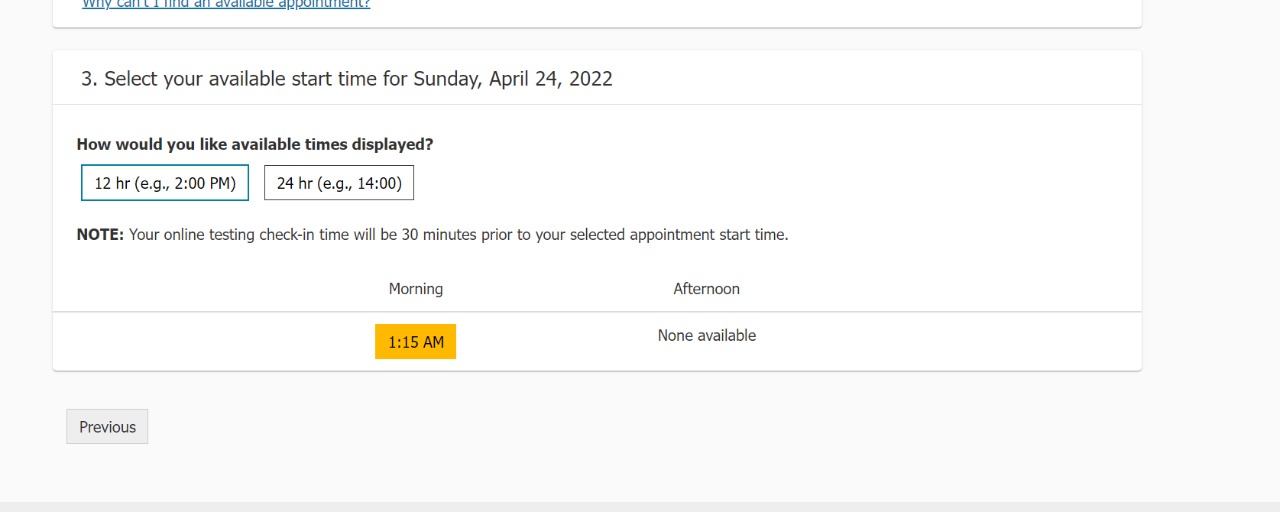 Why can't I find an available appointment?
3. Select your available start time for Sunday, April 24, 2022
How would you like available times displayed?
12 hr (e.g., 2:00 PM) 24 hr (e.g., 14:00)
NOTE: Your online testing check-in time will be 30 minutes prior to your selected appointment start time.
Morning Afternoon
1:15 AM None available
Previous